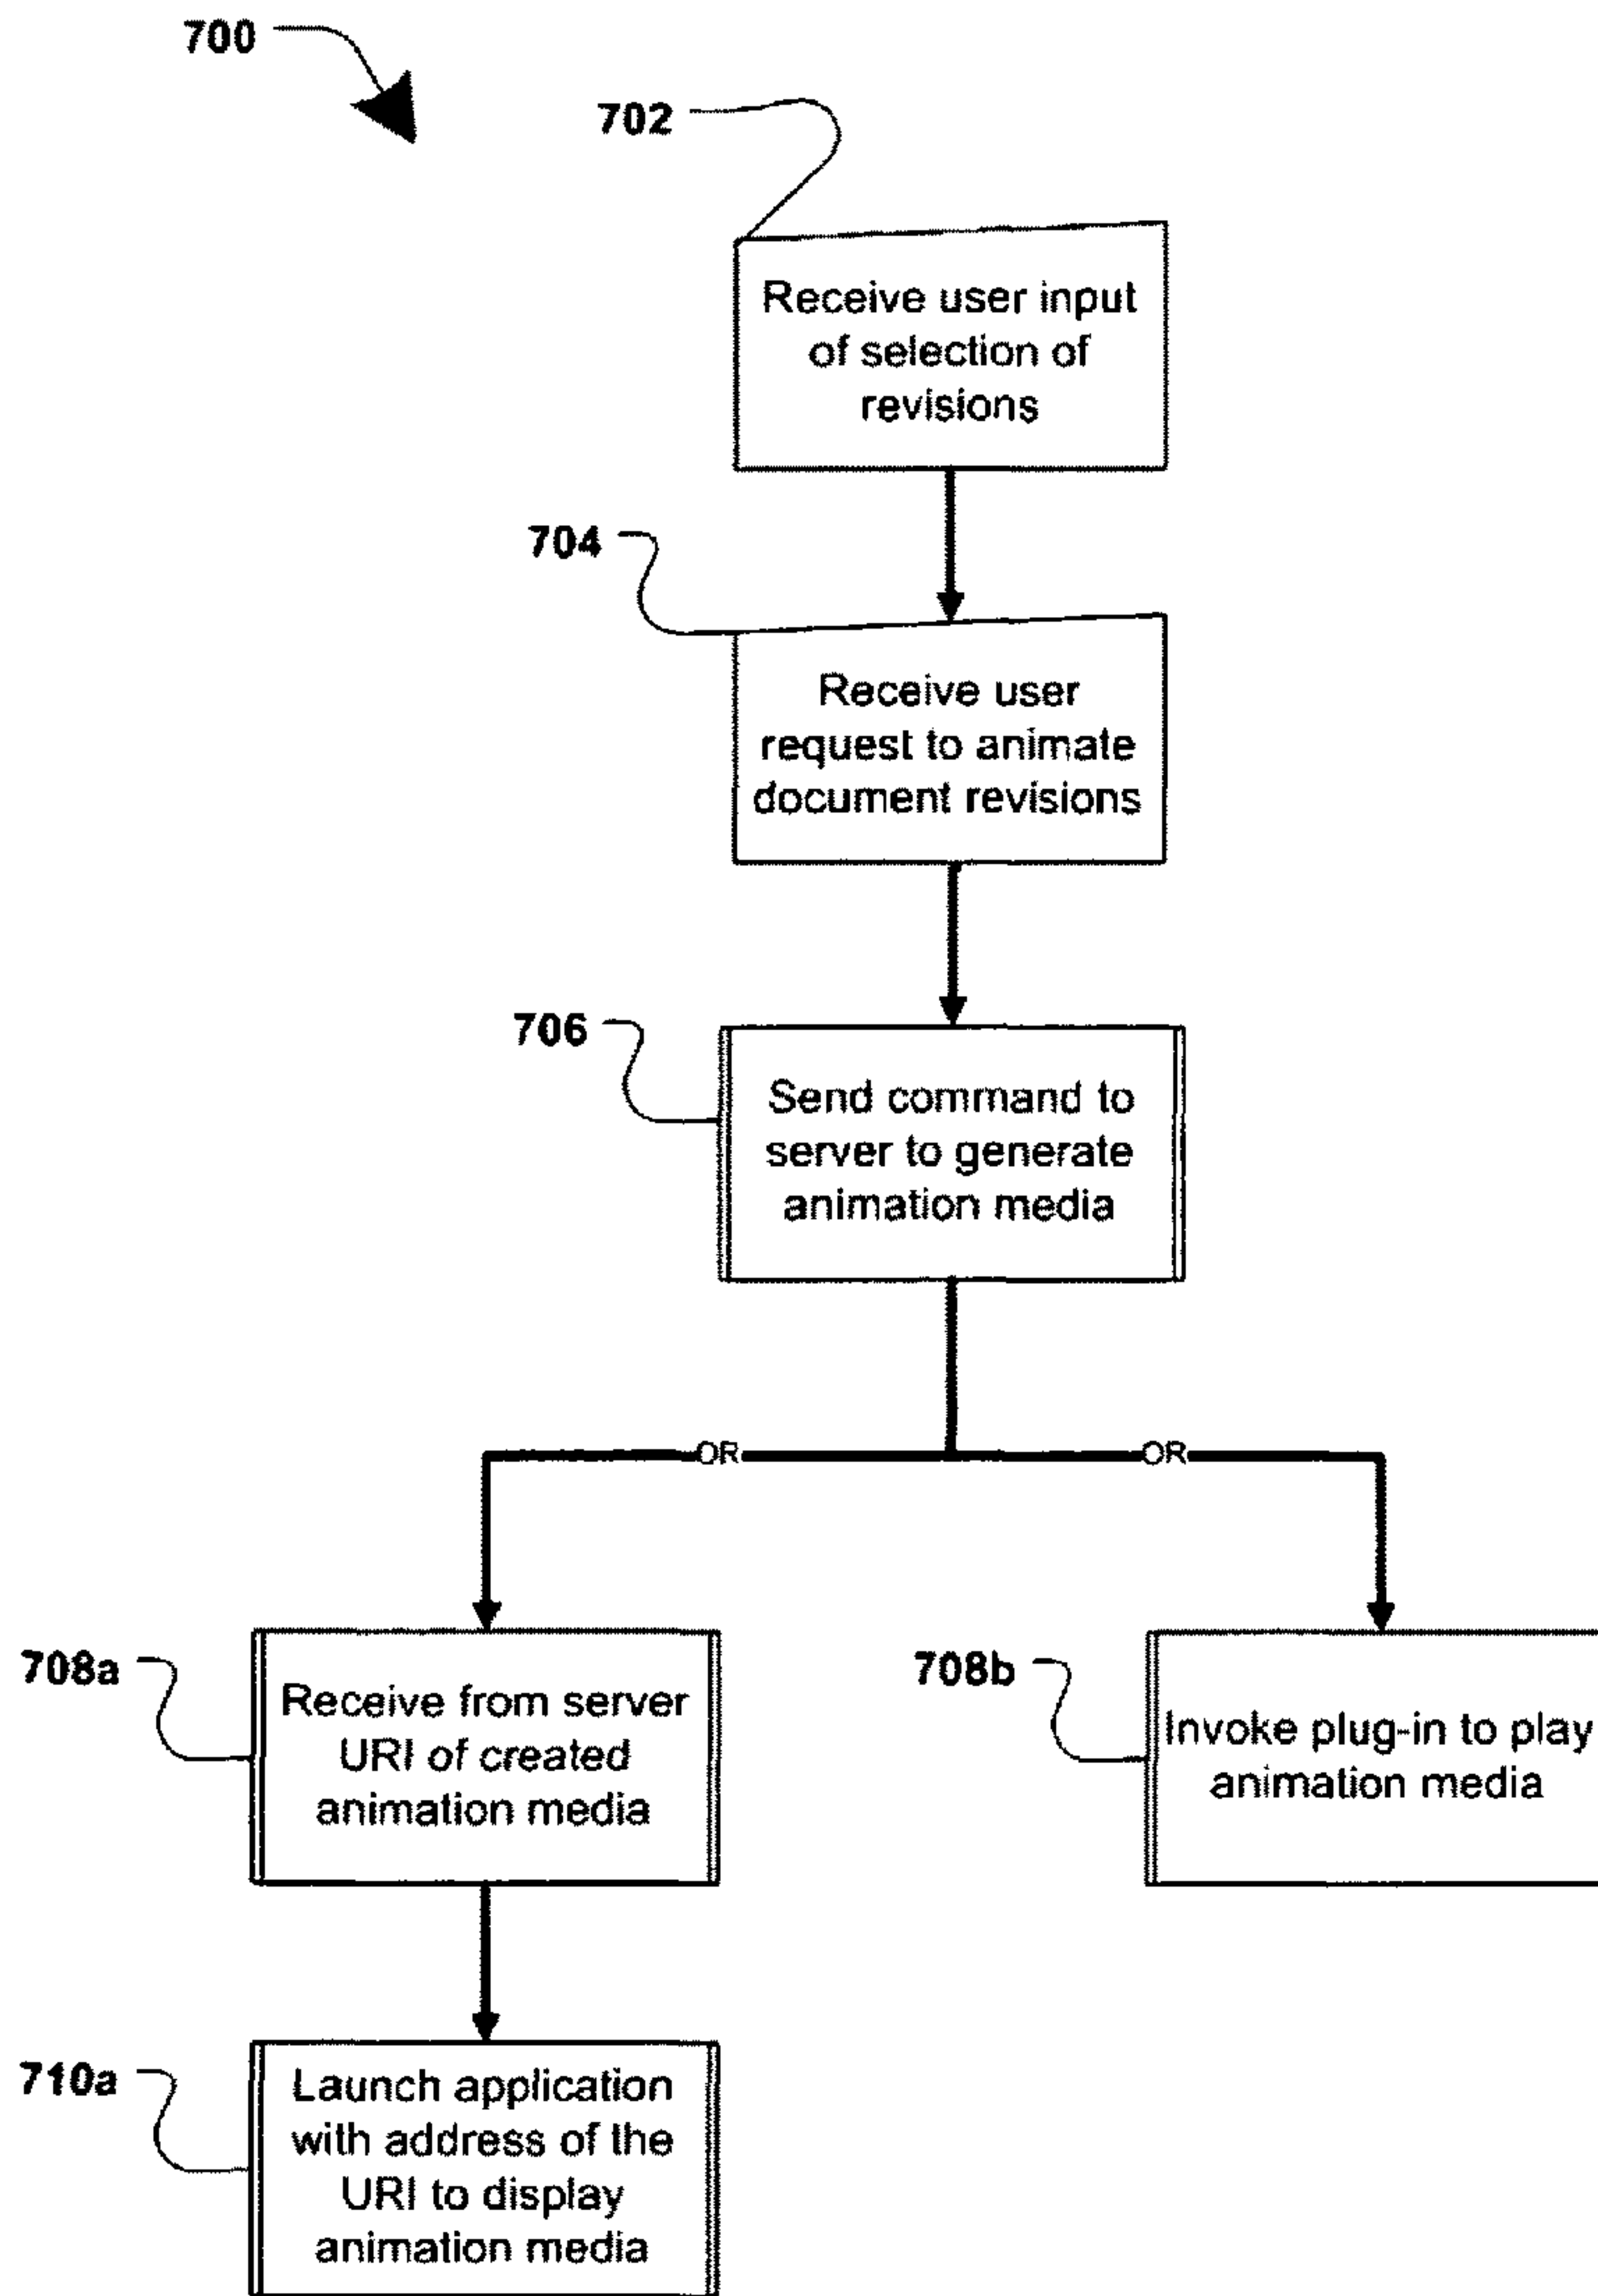 700
702
Receive user input
of selection of
revisions
704
Receive user
request to animate
document revisions
706
Send command to
server to generate
animation media
OR
OR
708a
Receive from server
URI of created
animation media
708b
Invoke plug-in to play
animation media
710a
Launch application
with address of the
URI to display
animation media